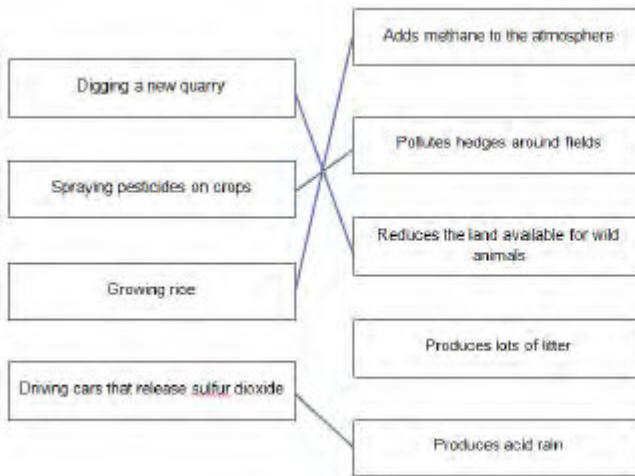 Adds methane to the atmosphere
Digging a new quarry
Pollutes hedges around fields
Spraying pesticides on crops
Reduces the land available for wild
animals
Growing rice
Produces lots of litter
Driving cars that release sulfur dioxide
Produces acid rain